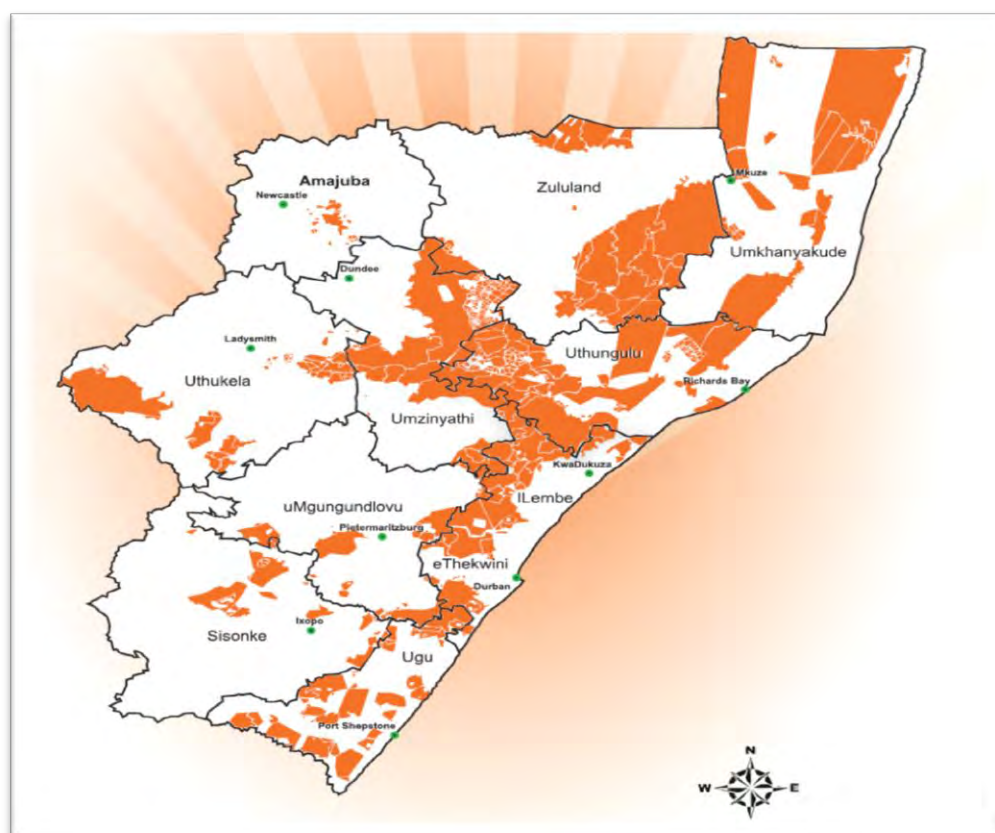 Amajuba
Newcastle
Zululand
Mkuze
Umkhanyakude
Dundee
Ladysmith
Uthukela
Uthungulu
Richards Bay
Umzinyathi
KwaDukuza
ILembe
uMgungundlovu
Pietermaritzburg
eThekwini
Durban
Ixopo
Sisonke
Ugu
Port Shepstone
N
W E
S